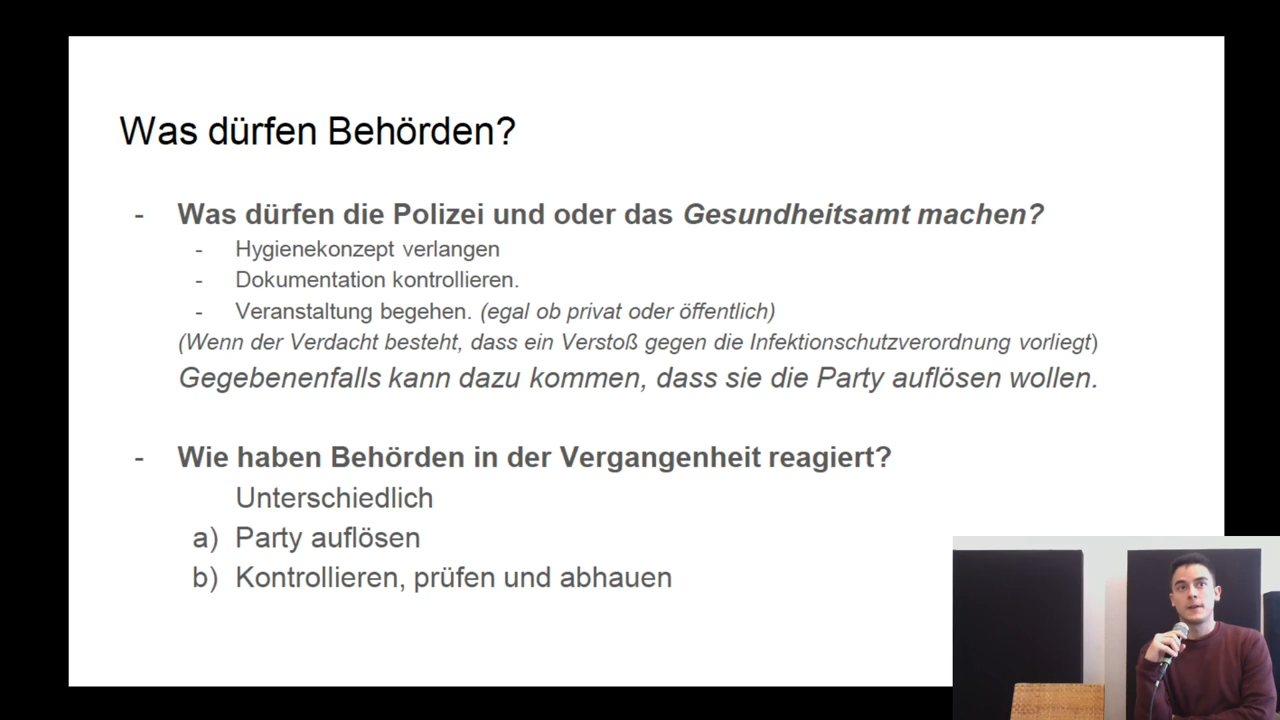 Was dürfen Behörden?
- Was dürfen die Polizei und oder das Gesundheitsamt machen?
- Hygienekonzept verlangen
- Dokumentation kontrollieren.
- Veranstaltung begehen. (egal ob privat oder öffentlich)
(Wenn der Verdacht besteht, dass ein Verstoß gegen die Infektionschutzverordnung vorliegt)
Gegebenenfalls kann dazu kommen, dass sie die Party auflösen wollen.
- Wie haben Behörden in der Vergangenheit reagiert?
Unterschiedlich
a) Party auflösen
b) Kontrollieren, prüfen und abhauen